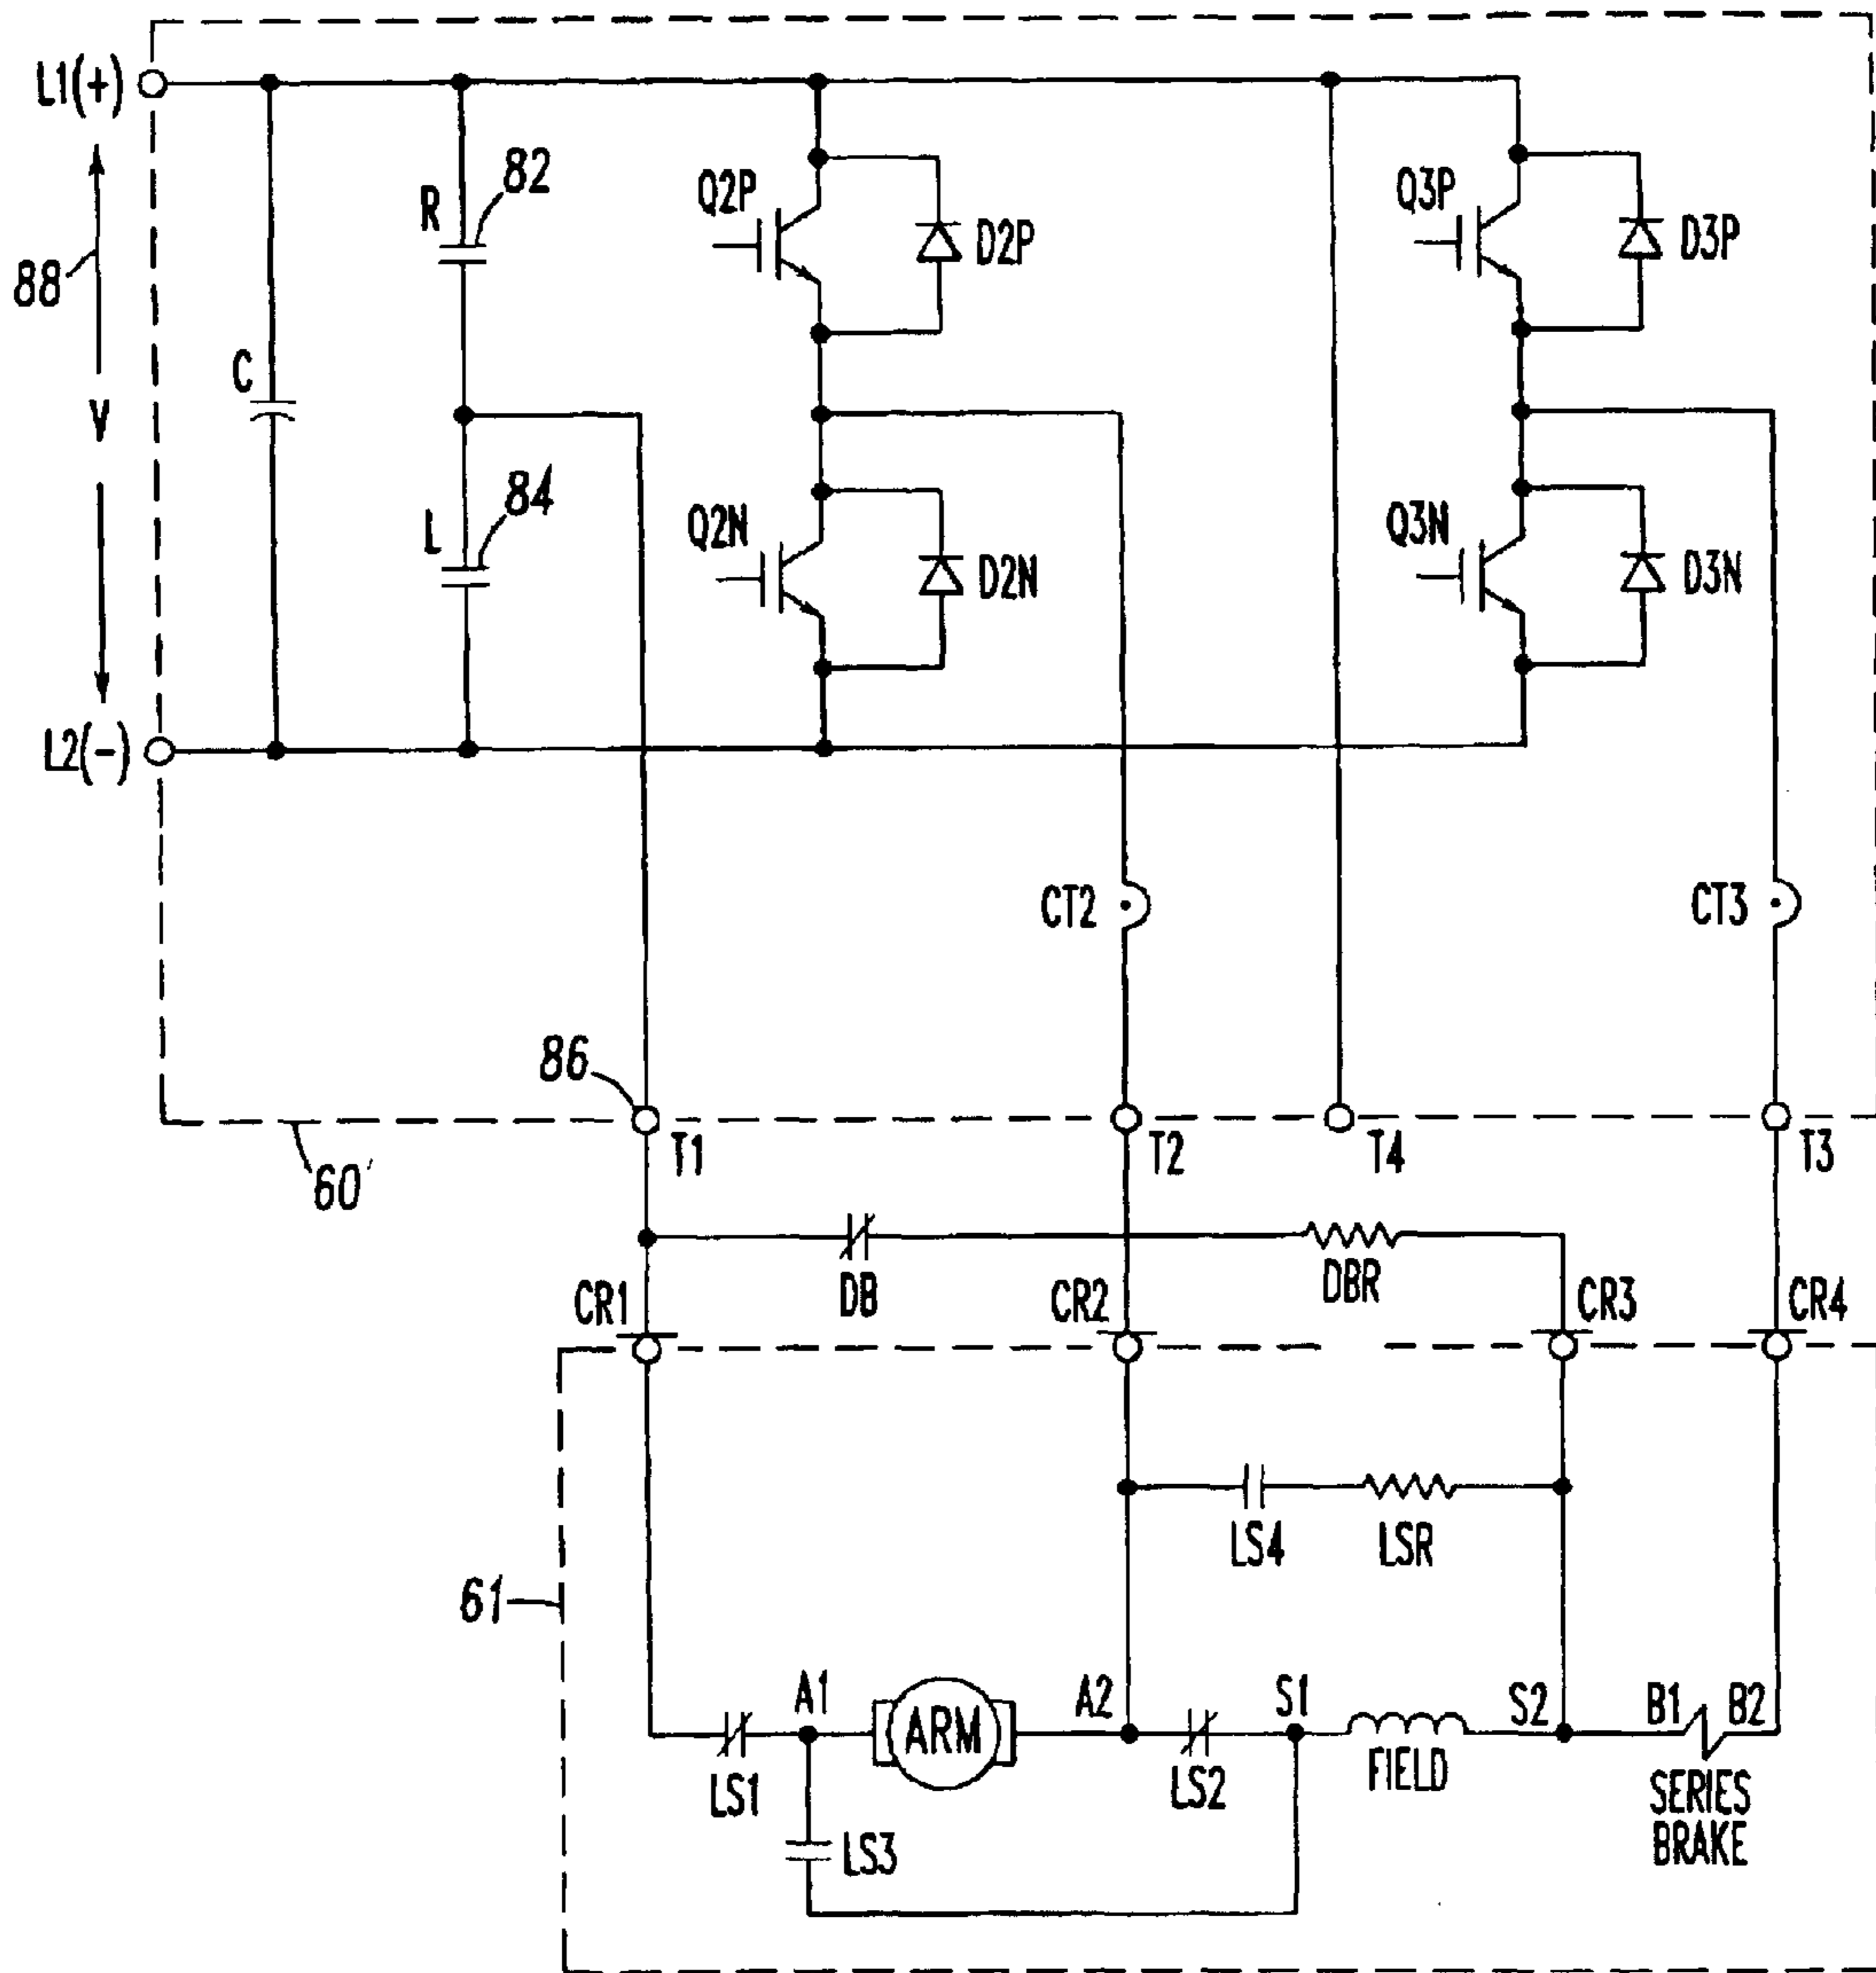 L1(+)
88
V
L2(-)
C
R
82
L
84
Q2P
D2P
Q2N
D2N
Q3P
D3P
Q3N
D3N
CT2
CT3
86
T1
T2
T4
T3
60'
DB
DBR
CR1
CR2
CR3
CR4
LS4
LSR
61
A1
ARM
A2
S1
S2
B1
B2
LS1
LS2
FIELD
SERIES
BRAKE
LS3